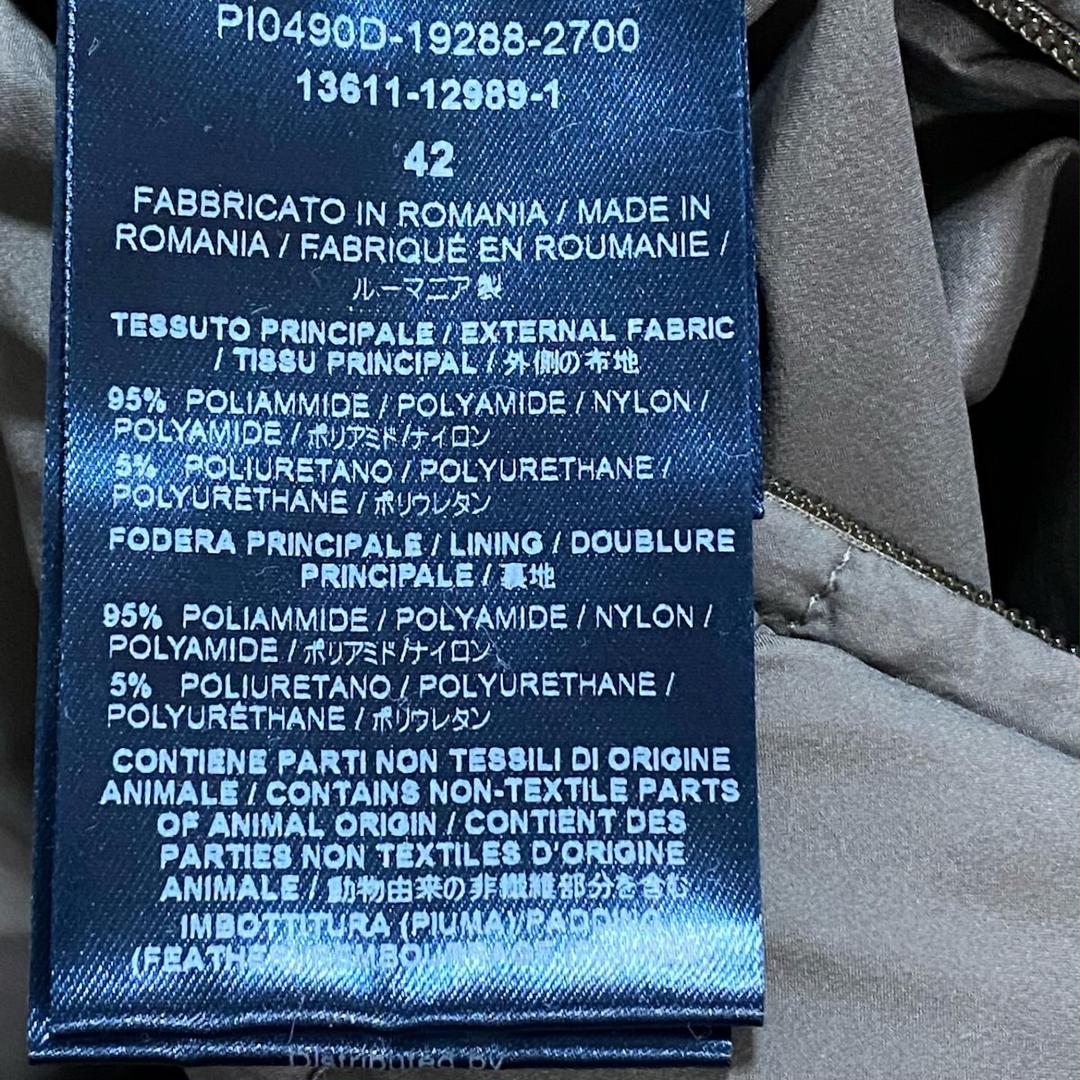 PI0490D-19288-2700
13611-12989-1
42
FABBRICATO IN ROMANIA / MADE IN
ROMANIA / FABRIQUÉ EN ROUMANIE /
ルーマニア製
TESSUTO PRINCIPALE / EXTERNAL FABRIC
/ TISSU PRINCIPAL / 外側の布地
95% POLIAMMIDE / POLYAMIDE / NYLON /
POLYAMIDE / ポリアミド/ナイロン
5% POLIURETANO / POLYURETHANE /
POLYURÉTHANE / ポリウレタン
FODERA PRINCIPALE / LINING / DOUBLURE
PRINCIPALE / 裏地
95% POLIAMMIDE / POLYAMIDE / NYLON /
POLYAMIDE / ポリアミド/ナイロン
5% POLIURETANO / POLYURETHANE /
POLYURÉTHANE / ポリウレタン
CONTIENE PARTI NON TESSILI DI ORIGINE
ANIMALE / CONTAINS NON-TEXTILE PARTS
OF ANIMAL ORIGIN / CONTIENT DES
PARTIES NON TEXTILES D'ORIGINE
ANIMALE / 動物由来の非繊維部分を含む
IMBOTTITURA (PIUMA)/PADDING
Distributed by